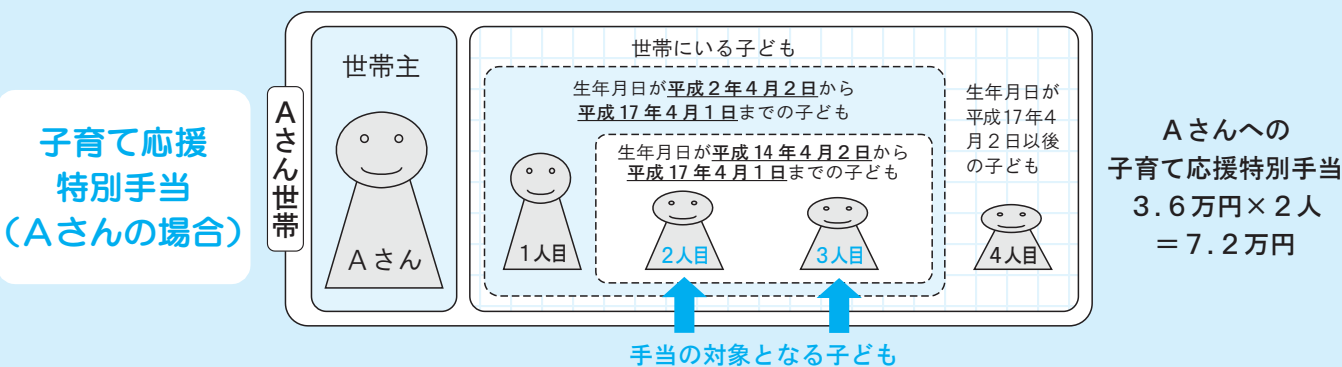 子育て応援
特別手当
（Aさんの場合）
Aさん世帯
世帯主
Aさん
世帯にいる子ども
生年月日が平成２年４月２日から
平成17年４月１日までの子ども
生年月日が平成14年４月２日から
平成17年４月１日までの子ども
1人目
2人目
3人目
生年月日が
平成17年４
月２日以後
の子ども
4人目
手当の対象となる子ども
Aさんへの
子育て応援特別手当
３.６万円×２人
＝７.２万円